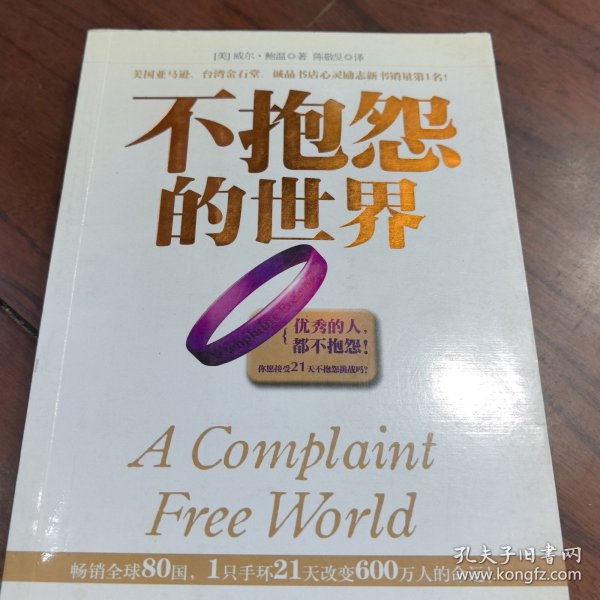 [美] 威尔·鲍温◎著 陈敬旻◎译
美国亚马逊、台湾金石堂、诚品书店心灵励志新书销量第1名!
不抱怨
的世界
Complaint Free
优秀的人,
都不抱怨!
你愿接受21天不抱怨挑战吗?
A Complaint
Free World
畅销全球80国,1只手环21天改变600万人的命运!
孔夫子旧书网
www.kongfz.com